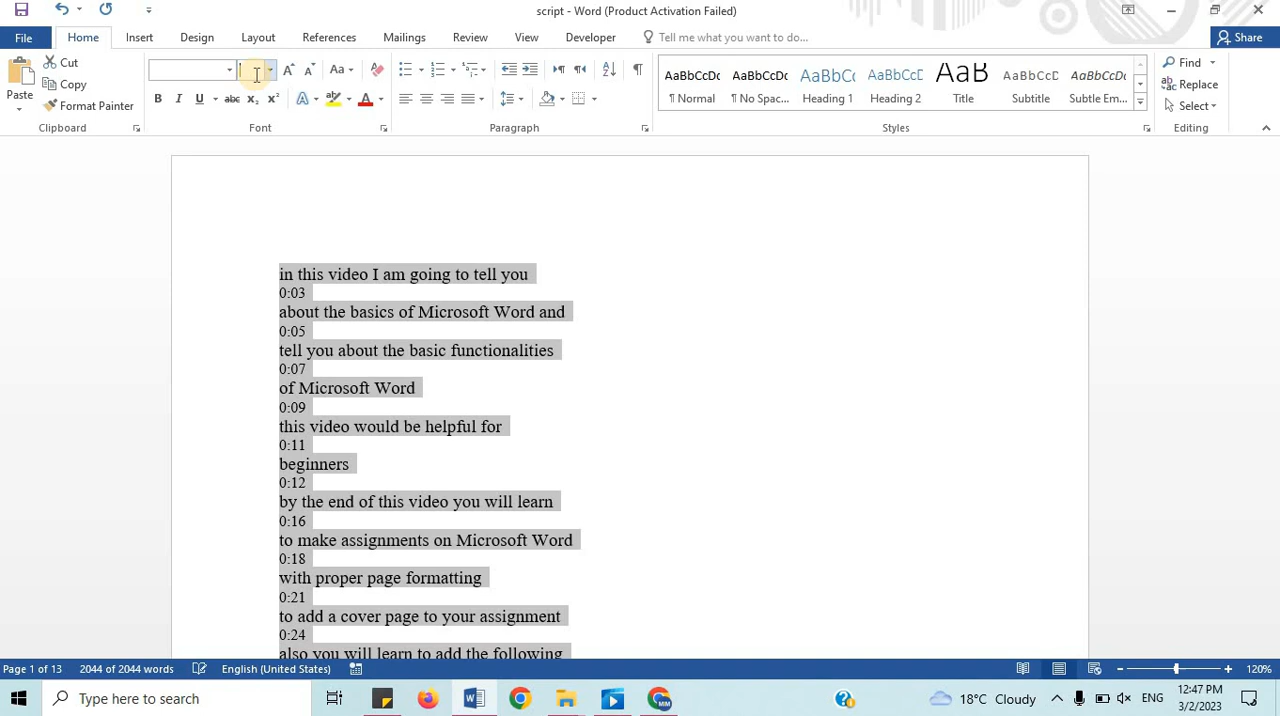 script - Word (Product Activation Failed)
File Home Insert Design Layout References Mailings Review View Developer Tell me what you want to do... Share
Paste Cut Copy Format Painter
Clipboard
Aa
B I U abc X₂ X² A A
Font
Paragraph
AaBbCcDc AaBbCcDc AaBbCc AaBbCcE AaB AaBbCcD AaBbCcDc
¶ Normal ¶ No Spac... Heading 1 Heading 2 Title Subtitle Subtle Em...
Styles
Find
Replace
Select
Editing
in this video I am going to tell you
0:03
about the basics of Microsoft Word and
0:05
tell you about the basic functionalities
0:07
of Microsoft Word
0:09
this video would be helpful for
0:11
beginners
0:12
by the end of this video you will learn
0:16
to make assignments on Microsoft Word
0:18
with proper page formatting
0:21
to add a cover page to your assignment
0:24
also you will learn to add the following
Page 1 of 13 2044 of 2044 words English (United States) 120%
Type here to search 18°C Cloudy ENG 12:47 PM
3/2/2023